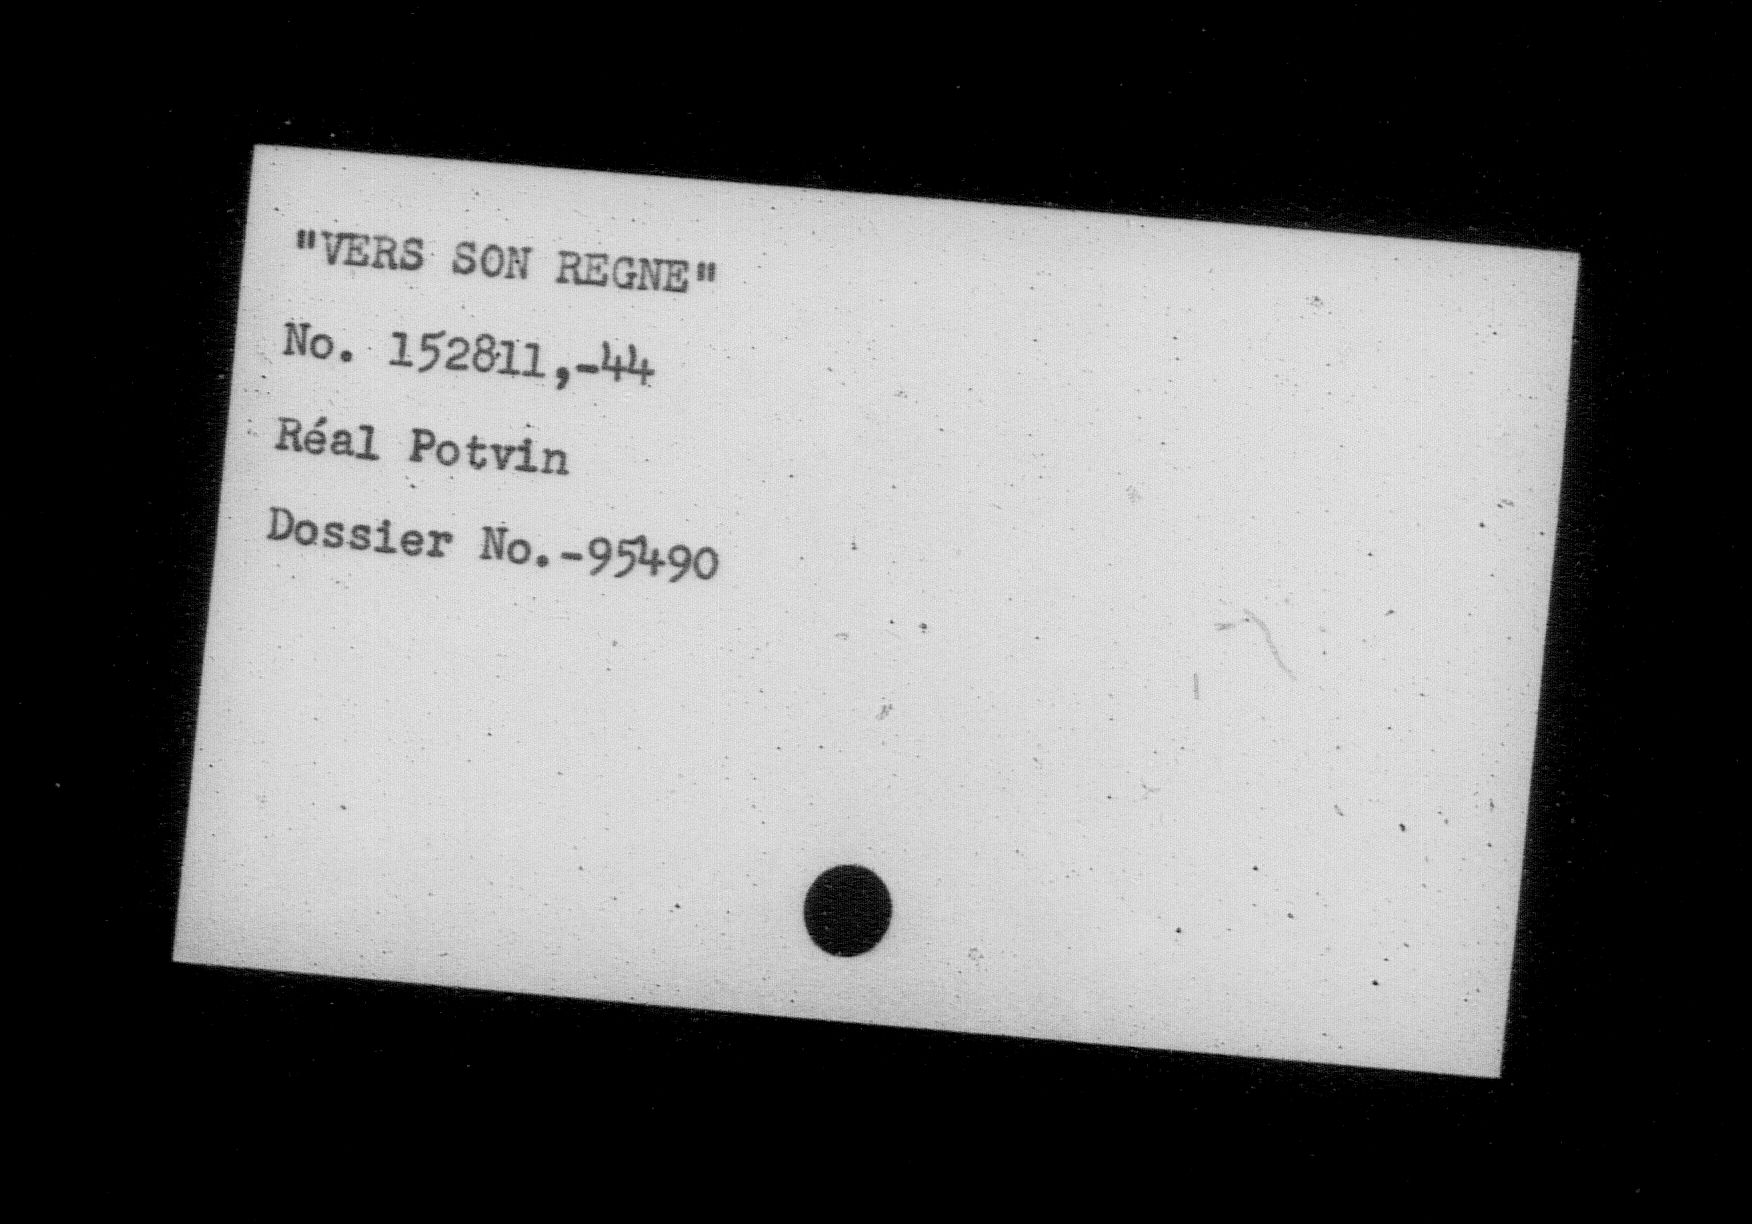 "VERS SON REGNE"
No. 152811,-44
Réal Potvin
Dossier No.-95490